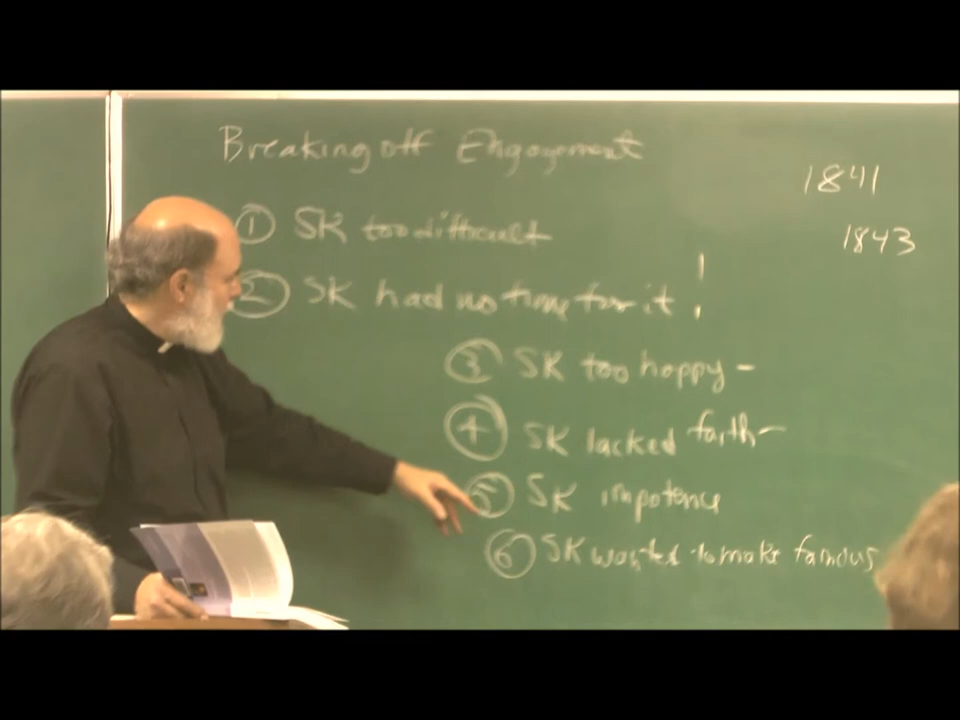 Breaking off Engagement
1841
1843
① SK too difficult
② SK had no time for it !
③ SK too happy -
④ SK lacked faith -
⑤ SK impotence
⑥ SK wanted to make famous